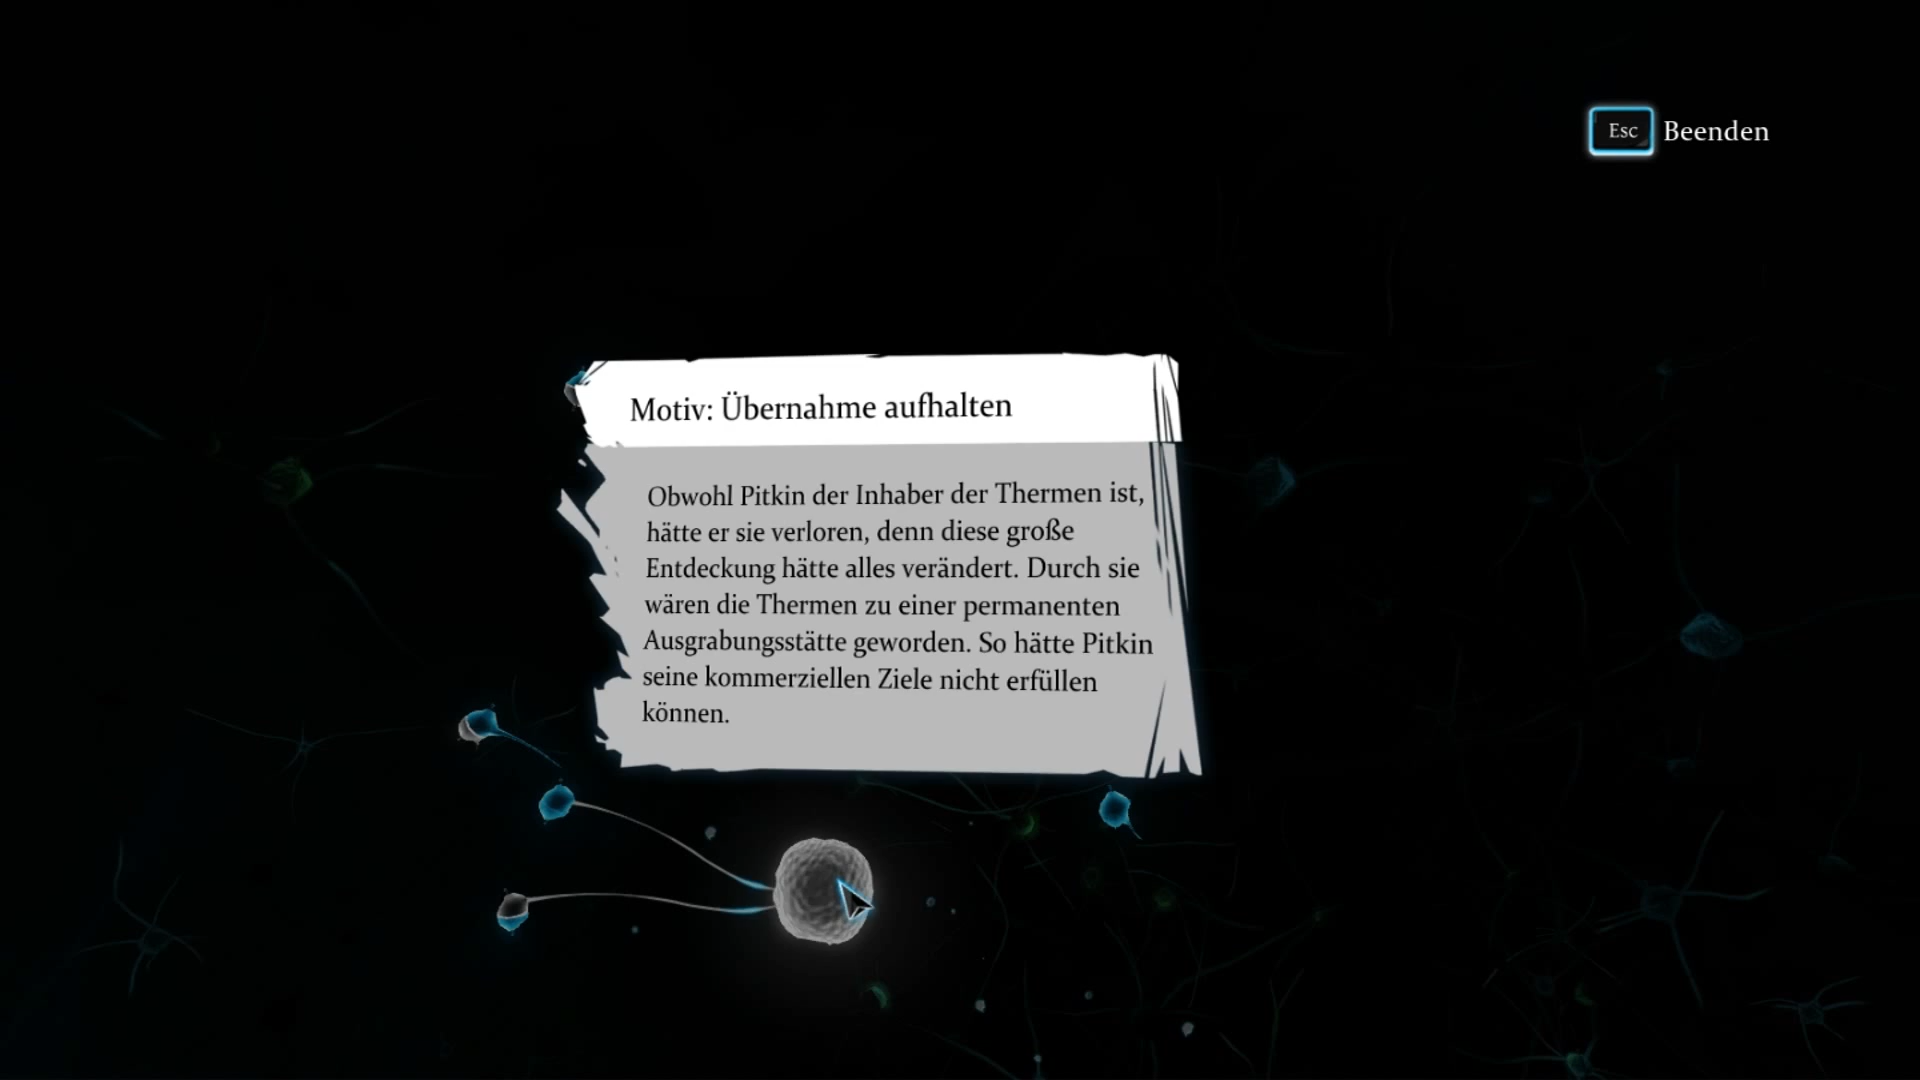 Esc Beenden
Motiv: Übernahme aufhalten
Obwohl Pitkin der Inhaber der Thermen ist,
hätte er sie verloren, denn diese große
Entdeckung hätte alles verändert. Durch sie
wären die Thermen zu einer permanenten
Ausgrabungsstätte geworden. So hätte Pitkin
seine kommerziellen Ziele nicht erfüllen
können.